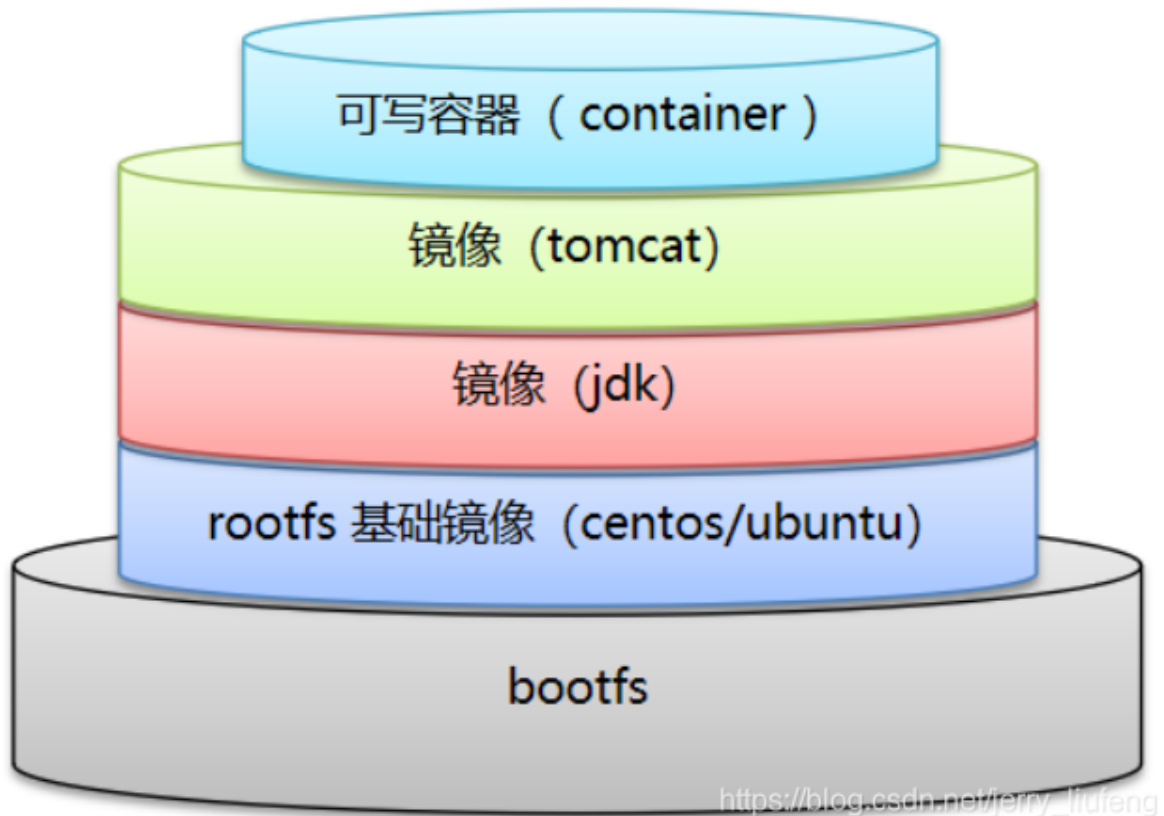 可写容器（ container ）
镜像（tomcat）
镜像（jdk）
rootfs 基础镜像（centos/ubuntu）
bootfs
https://blog.csdn.net/jerry_liufeng